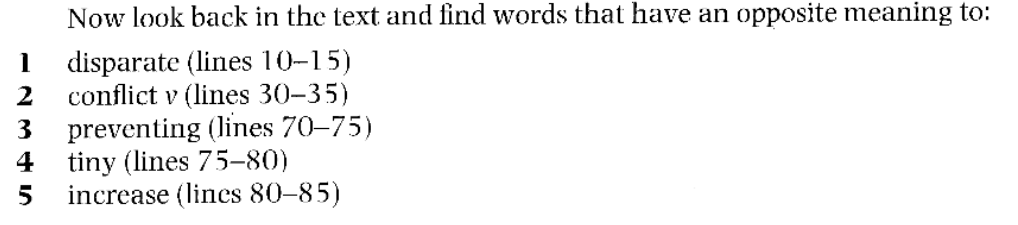 Now look back in the text and find words that have an opposite meaning to:
1 disparate (lines 10–15)
2 conflict v (lines 30–35)
3 preventing (lines 70–75)
4 tiny (lines 75–80)
5 increase (lines 80–85)